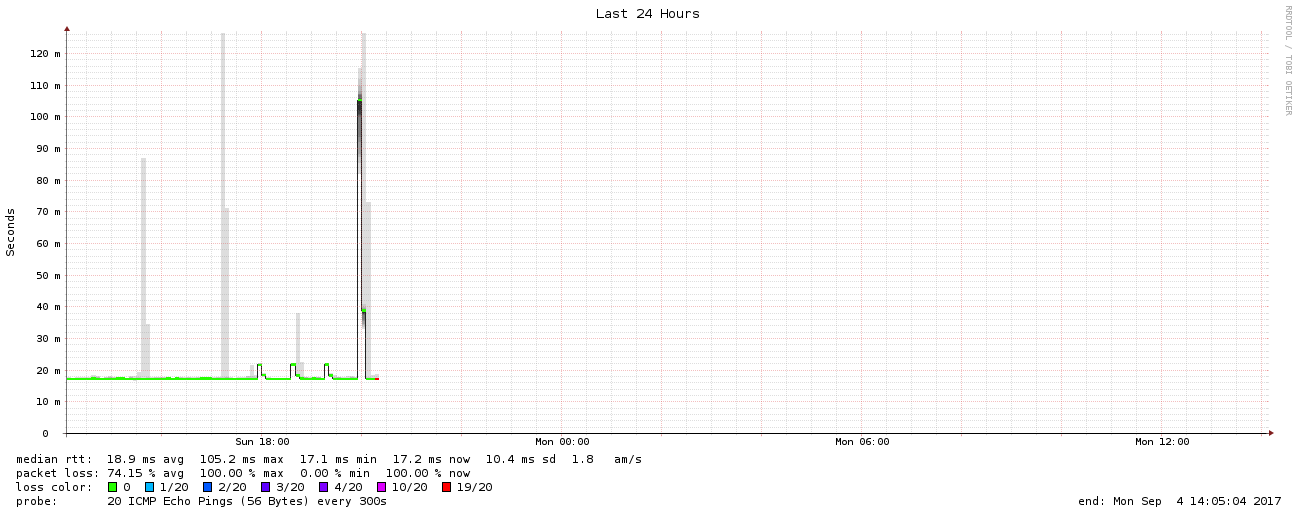 Last 24 Hours
RRDTOOL / TOBI OETIKER
Seconds
120 m
110 m
100 m
90 m
80 m
70 m
60 m
50 m
40 m
30 m
20 m
10 m
0
Sun 18:00 Mon 00:00 Mon 06:00 Mon 12:00
median rtt: 18.9 ms avg 105.2 ms max 17.1 ms min 17.2 ms now 10.4 ms sd 1.8 am/s
packet loss: 74.15 % avg 100.00 % max 0.00 % min 100.00 % now
loss color: 0 1/20 2/20 3/20 4/20 10/20 19/20
probe: 20 ICMP Echo Pings (56 Bytes) every 300s end: Mon Sep 4 14:05:04 2017